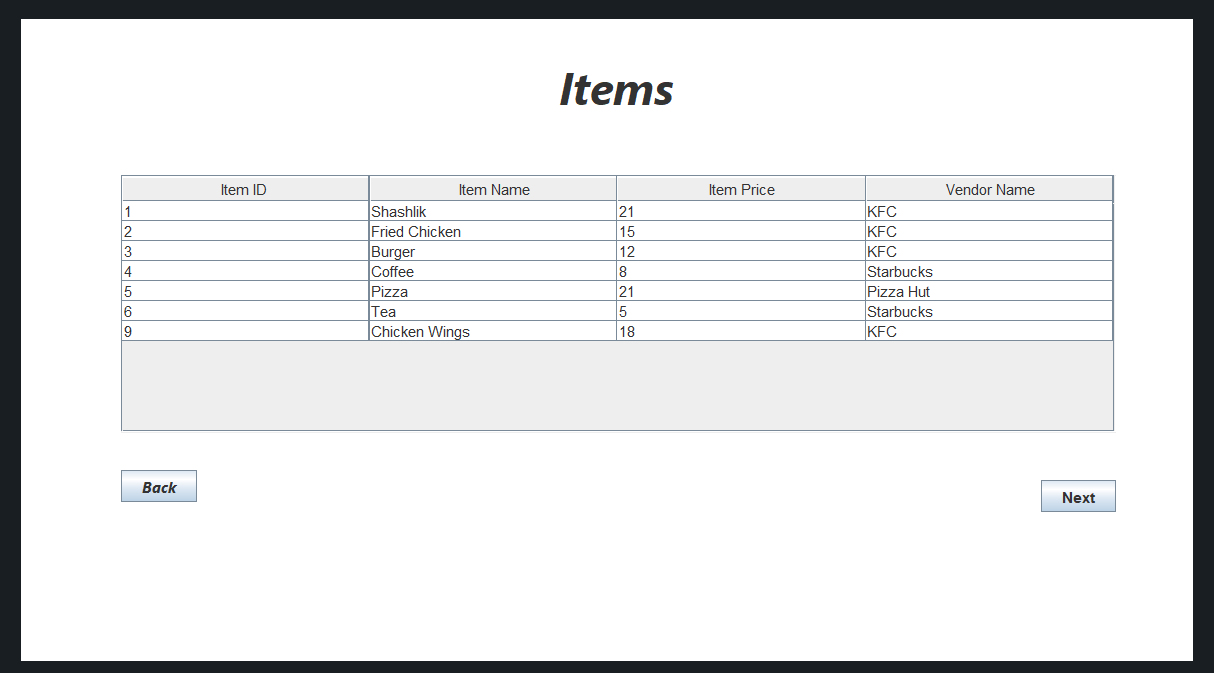 Items
Item ID Item Name Item Price Vendor Name
1 Shashlik 21 KFC
2 Fried Chicken 15 KFC
3 Burger 12 KFC
4 Coffee 8 Starbucks
5 Pizza 21 Pizza Hut
6 Tea 5 Starbucks
9 Chicken Wings 18 KFC
Back
Next